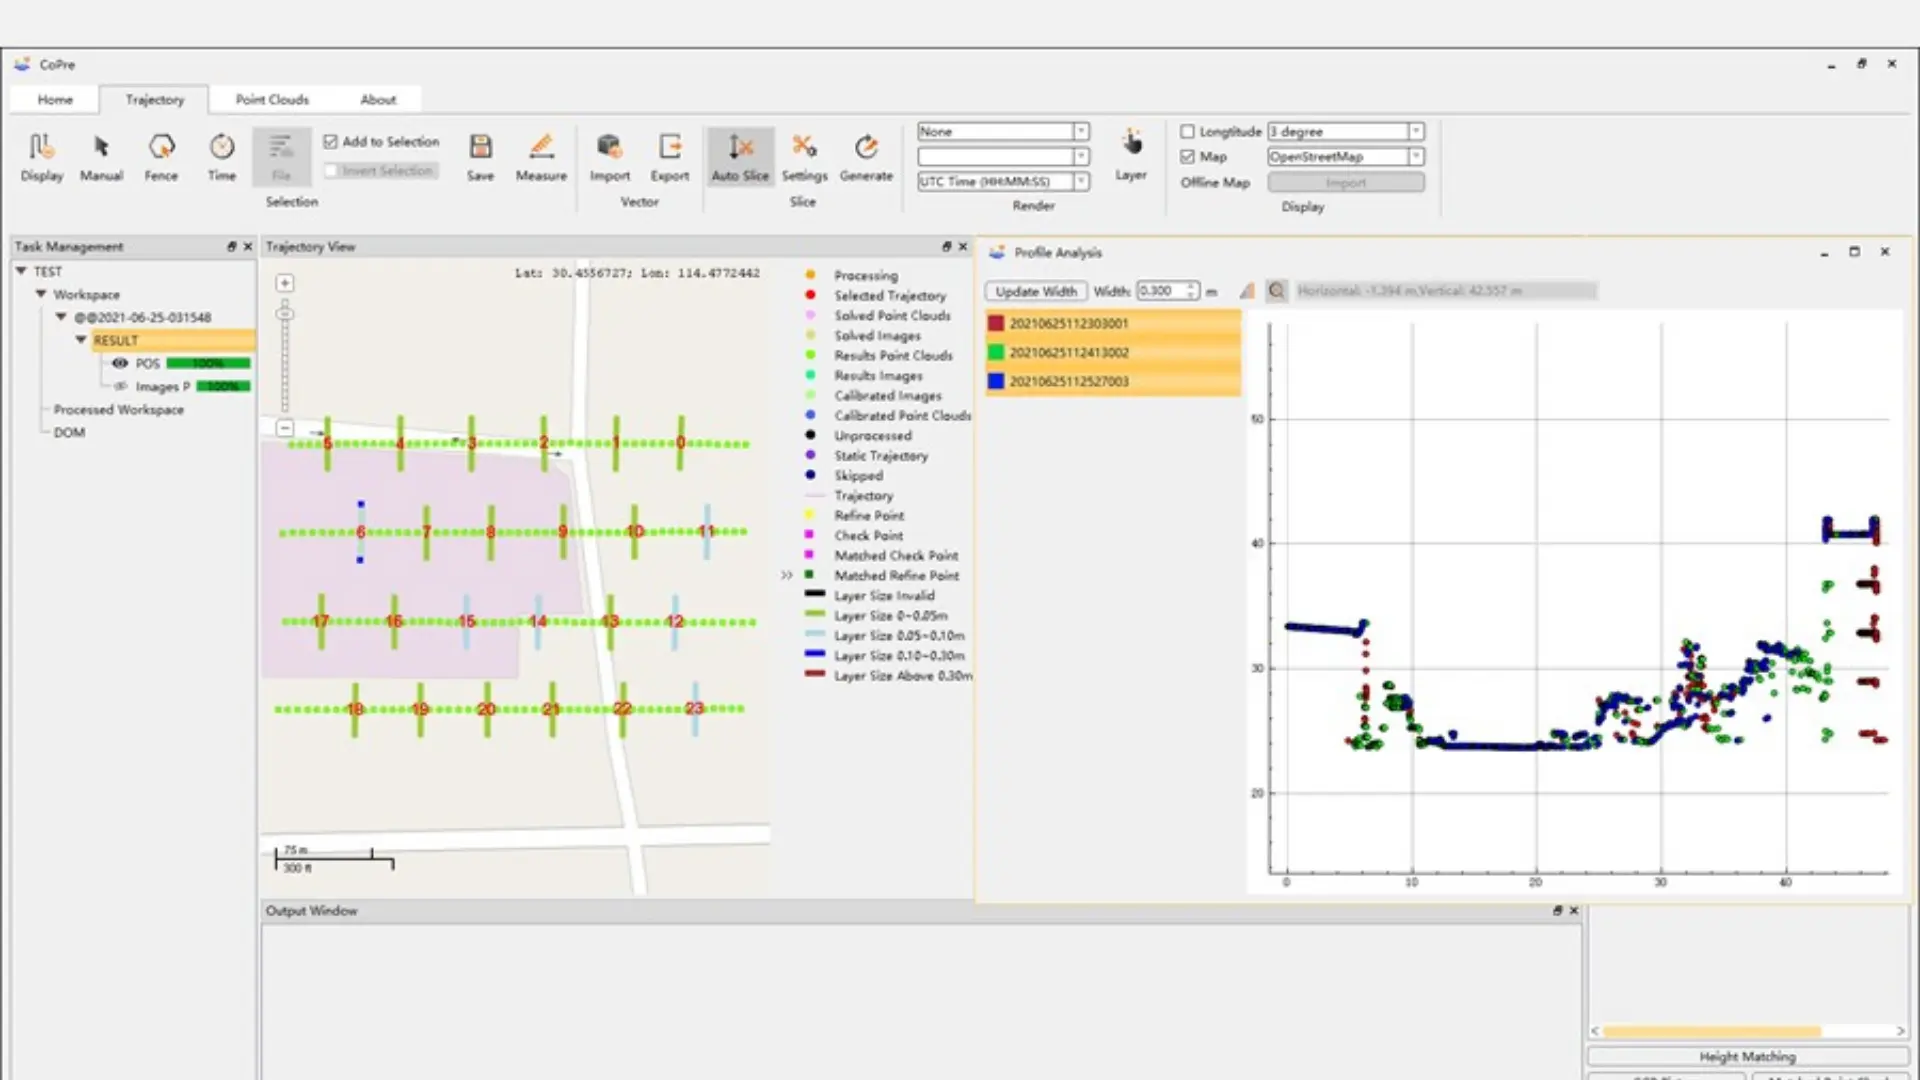 CoPre
Home Trajectory Point Clouds About
Display Manual Fence Time File
Add to Selection
Invert Selection
Selection
Save Measure
Import Export
Vector
Auto Slice Settings Generate
Slice
None
UTC Time (HH:MM:SS)
Render
Layer
Longtitude 3 degree
Map OpenStreetMap
Offline Map Import
Display
Task Management
TEST
Workspace
@@2021-06-25-031548
RESULT
POS 100%
Images P 100%
Processed Workspace
DOM
Trajectory View
Lat: 30.4556727; Lon: 114.4772442
5 4 3 2 1 0
6 7 8 9 10 11
17 16 15 14 13 12
18 19 20 21 22 23
75 m
300 ft
Processing
Selected Trajectory
Solved Point Clouds
Solved Images
Results Point Clouds
Results Images
Calibrated Images
Calibrated Point Clouds
Unprocessed
Static Trajectory
Skipped
Trajectory
Refine Point
Check Point
Matched Check Point
Matched Refine Point
Layer Size Invalid
Layer Size 0~0.05m
Layer Size 0.05~0.10m
Layer Size 0.10~0.30m
Layer Size Above 0.30m
Profile Analysis
Update Width Width: 0.300 m
Horizontal: -1.394 m,Vertical: 42.557 m
20210625112303001
20210625112413002
20210625112527003
50
40
30
20
0 10 20 30 40
Output Window
Height Matching